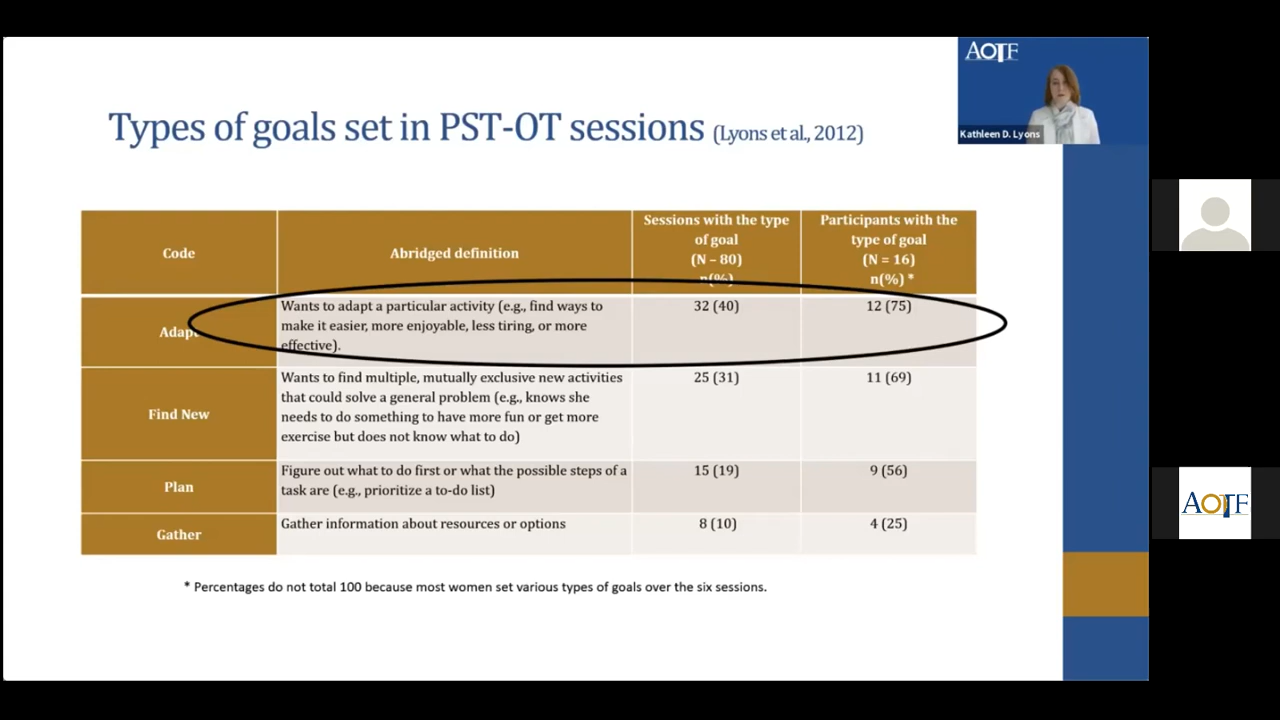 AOTF
Kathleen D. Lyons
Types of goals set in PST-OT sessions (Lyons et al., 2012)
Code
Abridged definition
Sessions with the type
of goal
(N – 80)
n(%)
Participants with the
type of goal
(N = 16)
n(%) *
Adapt
Wants to adapt a particular activity (e.g., find ways to
make it easier, more enjoyable, less tiring, or more
effective).
32 (40)
12 (75)
Find New
Wants to find multiple, mutually exclusive new activities
that could solve a general problem (e.g., knows she
needs to do something to have more fun or get more
exercise but does not know what to do)
25 (31)
11 (69)
Plan
Figure out what to do first or what the possible steps of a
task are (e.g., prioritize a to-do list)
15 (19)
9 (56)
Gather
Gather information about resources or options
8 (10)
4 (25)
* Percentages do not total 100 because most women set various types of goals over the six sessions.
AOTF